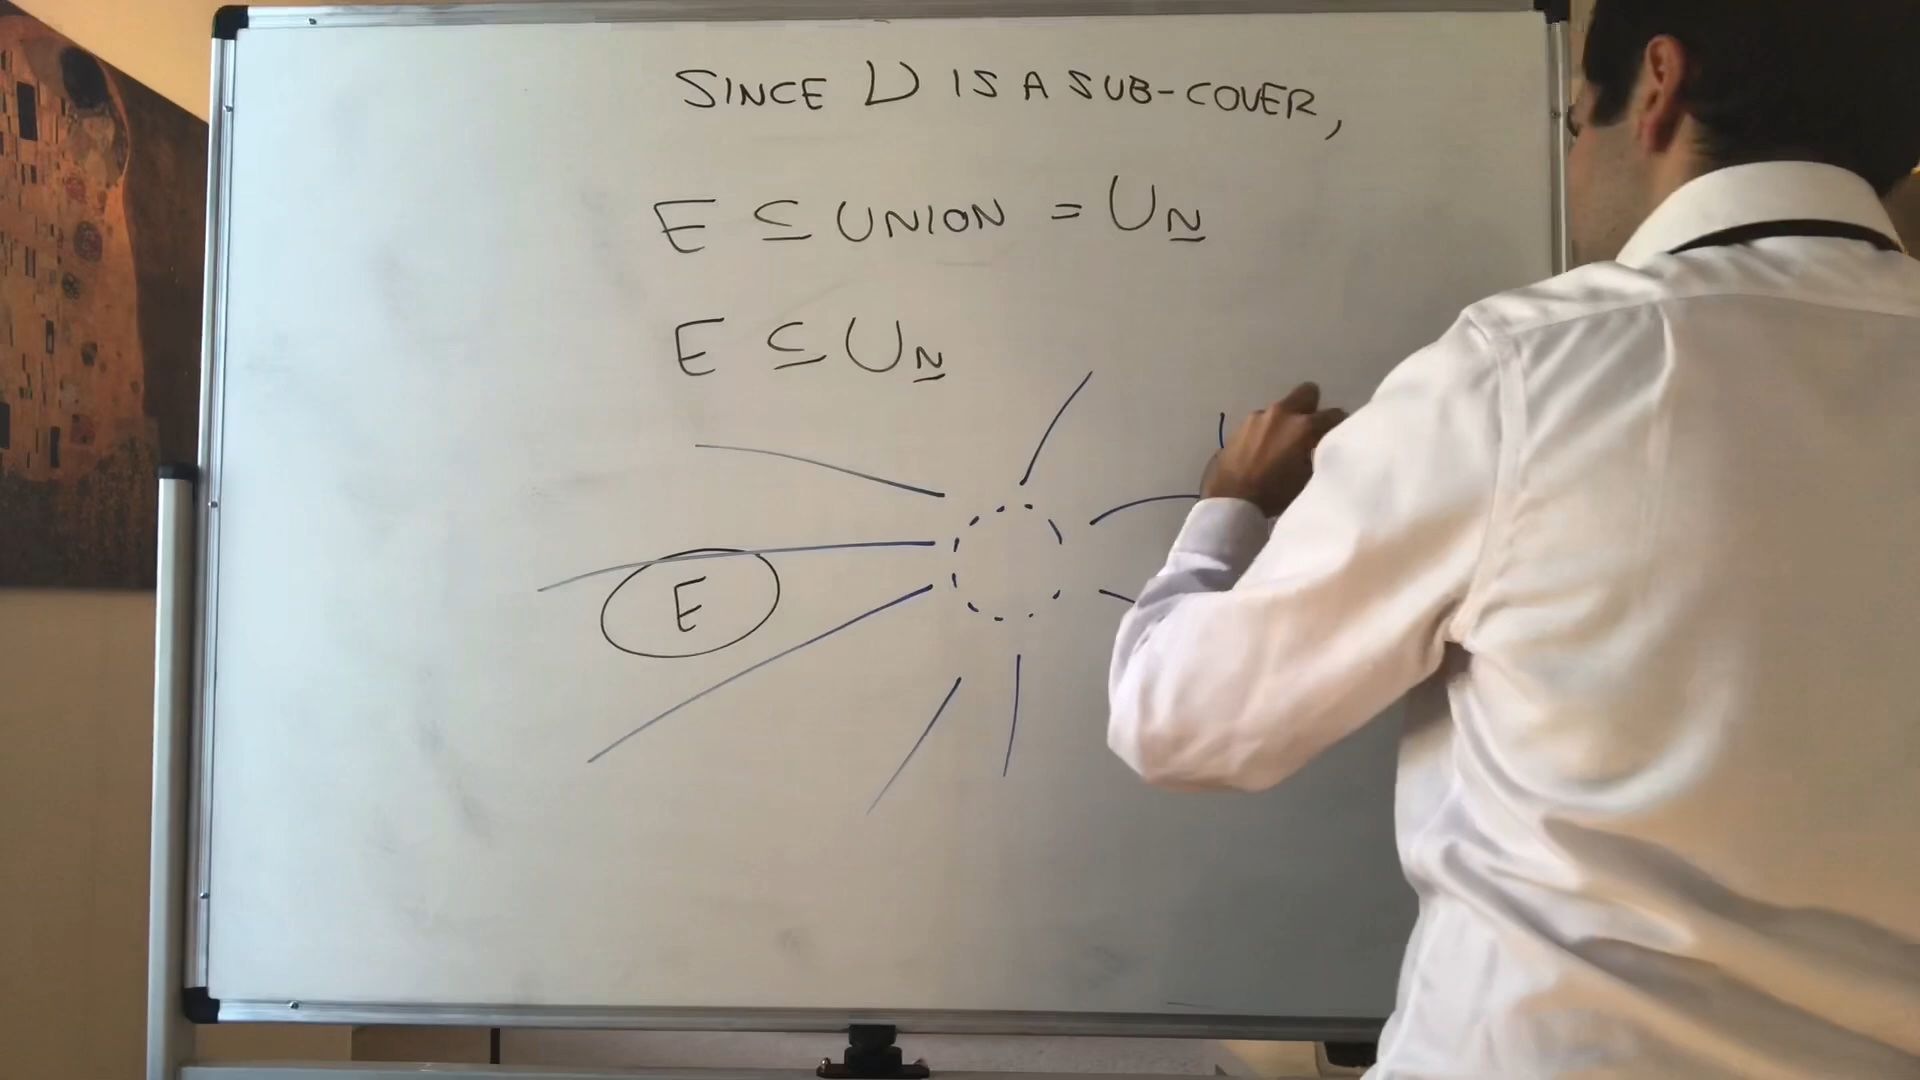 SINCE V IS A SUB-COVER,
E ⊆ UNION = U_N
E ⊆ U_N
E